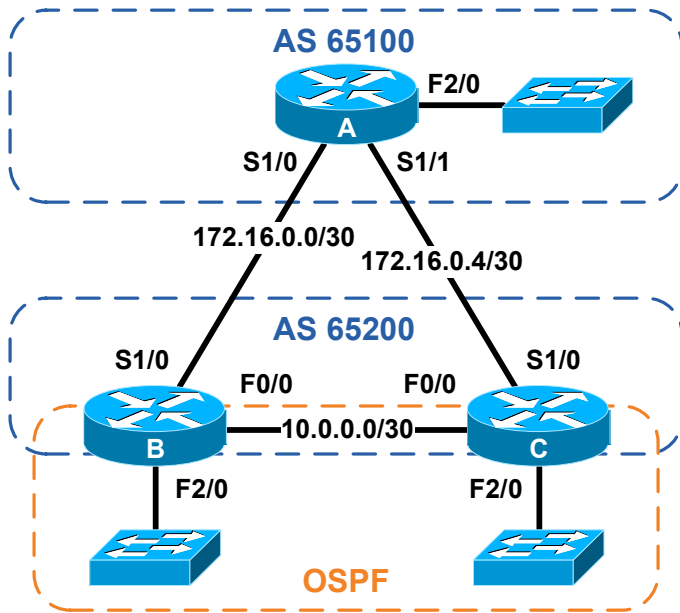 AS 65100
F2/0
A
S1/0
S1/1
172.16.0.0/30
172.16.0.4/30
AS 65200
S1/0
S1/0
F0/0
F0/0
10.0.0.0/30
B
C
F2/0
F2/0
OSPF